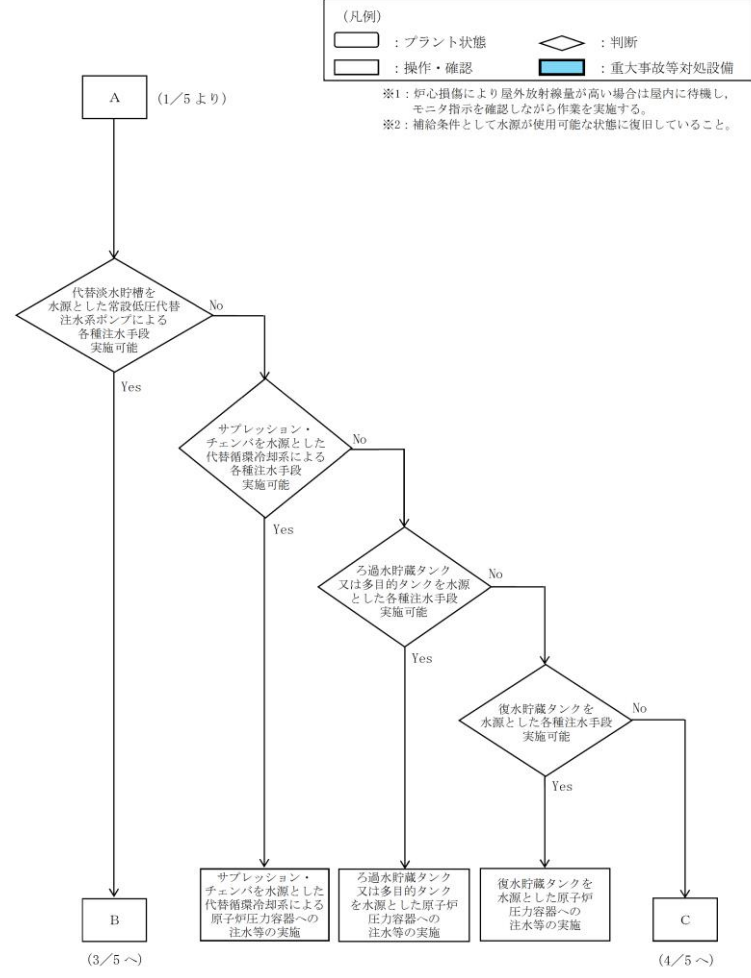 (凡例)
：プラント状態
：判断
：操作・確認
：重大事故等対処設備
※1：炉心損傷により屋外放射線量が高い場合は屋内に待機し、
モニタ指示を確認しながら作業を実施する。
※2：補給条件として水源が使用可能な状態に復旧していること。
A
(1／5 より)
代替淡水貯槽を
水源とした常設低圧代替
注水系ポンプによる
各種注水手段
実施可能
No
Yes
サプレッション・
チェンバを水源とした
代替循環冷却系による
各種注水手段
実施可能
No
Yes
ろ過水貯蔵タンク
又は多目的タンクを水源
とした各種注水手段
実施可能
No
Yes
復水貯蔵タンクを
水源とした各種注水手段
実施可能
No
Yes
B
(3／5 へ)
サプレッション・
チェンバを水源とした
代替循環冷却系による
原子炉圧力容器への
注水等の実施
ろ過水貯蔵タンク
又は多目的タンク
を水源とした原子炉
圧力容器への
注水等の実施
復水貯蔵タンクを
水源とした原子炉
圧力容器への
注水等の実施
C
(4／5 へ)